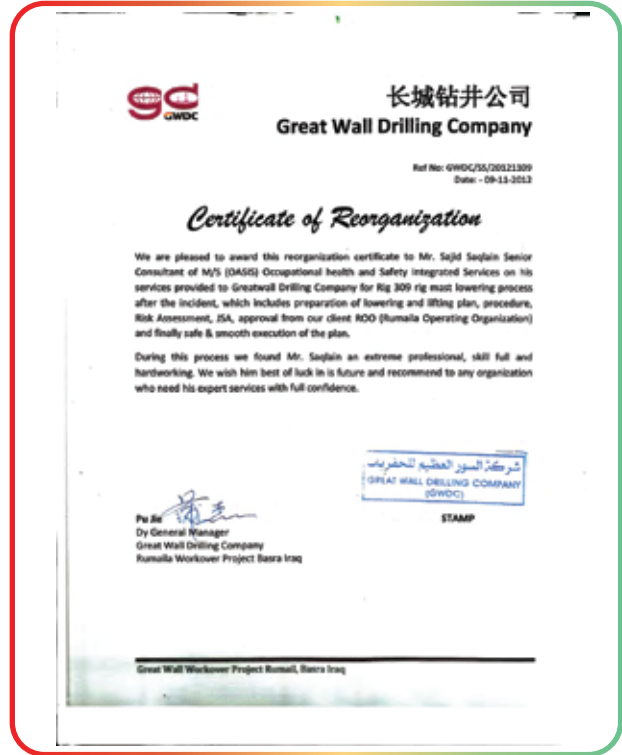 GWDC
长城钻井公司
Great Wall Drilling Company
Ref No: GWDC/SS/20121109
Date: - 09-11-2012
Certificate of Reorganization
We are pleased to award this reorganization certificate to Mr. Sajid Saqlain Senior
Consultant of M/S (OASIS) Occupational health and Safety Integrated Services on his
services provided to Greatwall Drilling Company for Rig 309 rig mast lowering process
after the incident, which includes preparation of lowering and lifting plan, procedure,
Risk Assessment, JSA, approval from our client ROO (Rumaila Operating Organization)
and finally safe & smooth execution of the plan.
During this process we found Mr. Saqlain an extreme professional, skill full and
hardworking. We wish him best of luck in is future and recommend to any organization
who need his expert services with full confidence.
شركة السور العظيم للحفريات
GREAT WALL DRILLING COMPANY
(GWDC)
STAMP
Pu Jie
Dy General Manager
Great Wall Drilling Company
Rumaila Workover Project Basra Iraq
Great Wall Workover Project Rumail, Basra Iraq